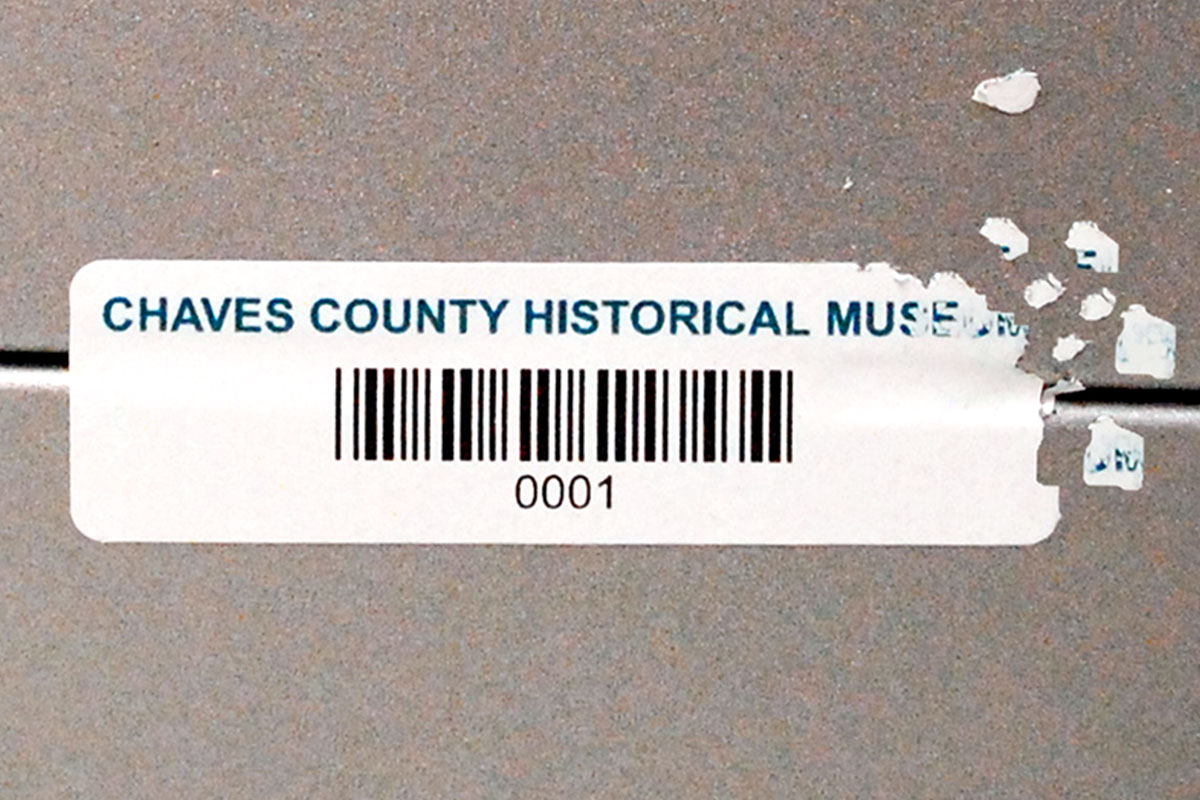 CHAVES COUNTY HISTORICAL MUSE
0001